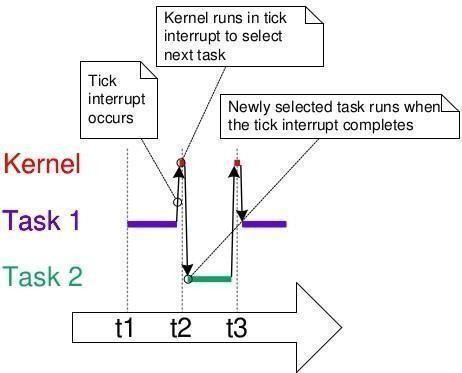 Kernel runs in tick
interrupt to select
next task
Tick
interrupt
occurs
Newly selected task runs when
the tick interrupt completes
Kernel
Task 1
Task 2
t1 t2 t3